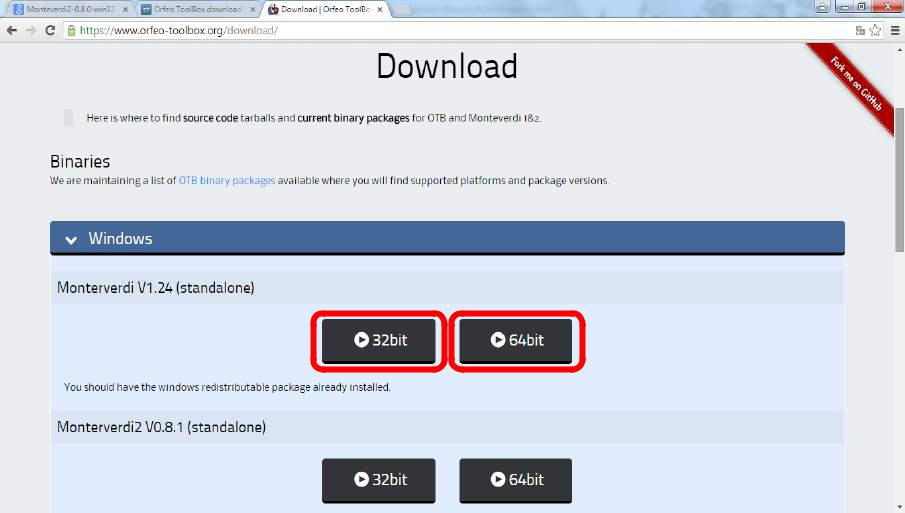 Monteverdi2-0.8.0-win32
Orfeo ToolBox download
Download | Orfeo ToolBo
https://www.orfeo-toolbox.org/download/
Download
Fork me on GitHub
Here is where to find source code tarballs and current binary packages for OTB and Monteverdi 1&2.
Binaries
We are maintaining a list of OTB binary packages available where you will find supported platforms and package versions.
Windows
Monterverdi V1.24 (standalone)
32bit
64bit
You should have the windows redistributable package already installed.
Monterverdi2 V0.8.1 (standalone)
32bit
64bit